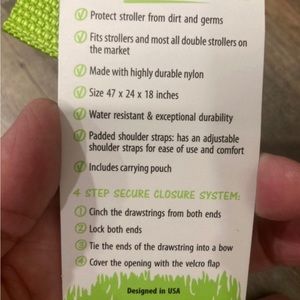 Protect stroller from dirt and germs
Fits strollers and most all double strollers on
the market
Made with highly durable nylon
Size 47 x 24 x 18 inches
Water resistant & exceptional durability
Padded shoulder straps: has an adjustable
shoulder straps for ease of use and comfort
Includes carrying pouch
4 STEP SECURE CLOSURE SYSTEM:
1 Cinch the drawstrings from both ends
2 Lock both ends
3 Tie the ends of the drawstring into a bow
4 Cover the opening with the velcro flap
Designed in USA